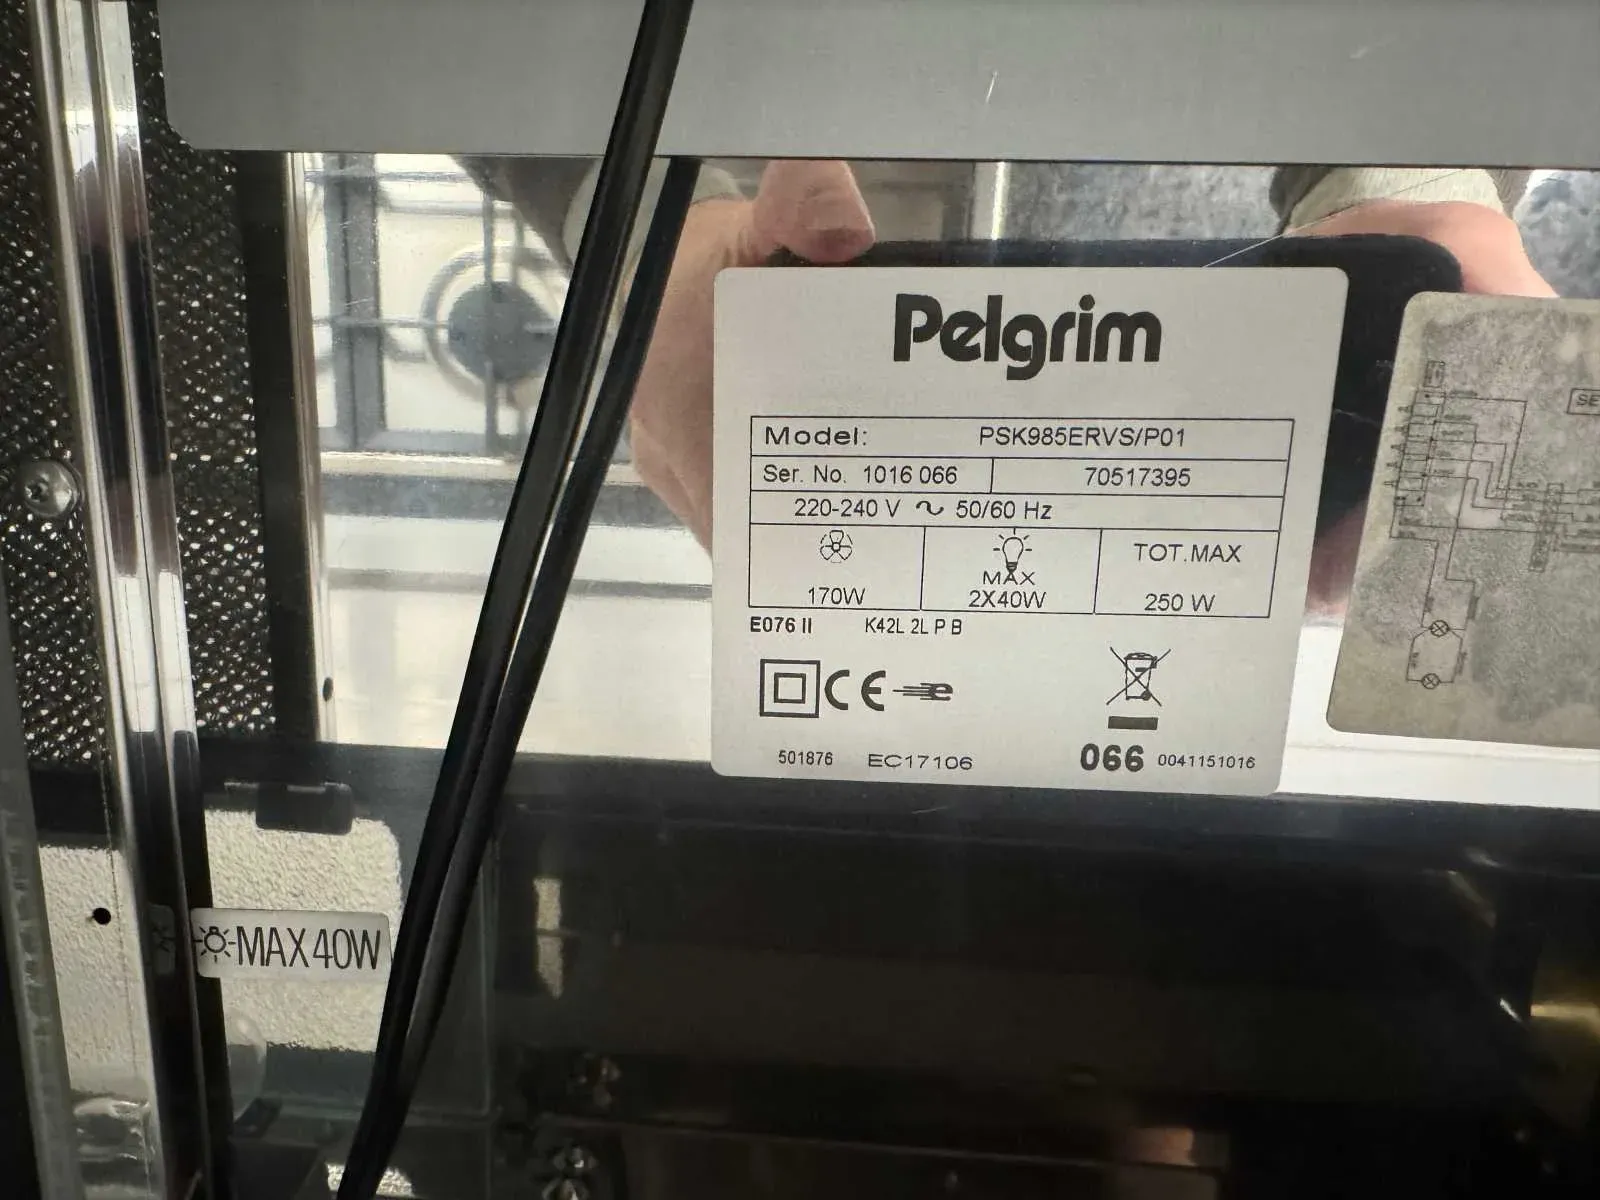 Pelgrim
Model: PSK985ERVS/P01
Ser. No. 1016 066 70517395
220-240 V ~ 50/60 Hz
170W
MAX
2X40W
TOT.MAX
250 W
E076 II K42L 2L P B
CE e
501876 EC17106 066 0041151016
MAX40W